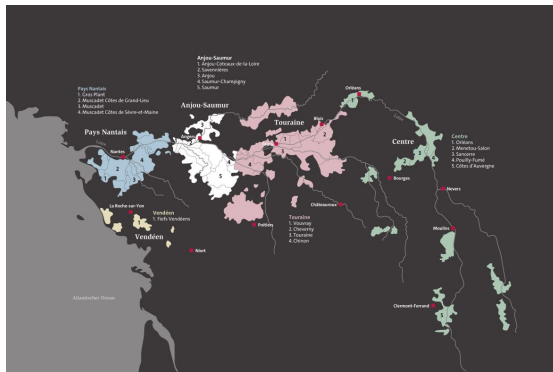 Anjou-Saumur
1. Anjou-Coteaux-de-la-Loire
2. Savennières
3. Anjou
4. Saumur-Champigny
5. Saumur
Pays Nantais
1. Gros Plant
2. Muscadet Côtes de Grand-Lieu
3. Muscadet
4. Muscadet Côtes de Sèvre-et-Maine
Orléans
1
Anjou-Saumur
Touraine
Blois
Pays Nantais
Angers
Nantes
Centre
Centre
1. Orléans
2. Menetou-Salon
3. Sancerre
4. Pouilly-Fumé
5. Côtes d'Auvergne
Bourges
Nevers
La Roche-sur-Yon
Vendéen
1. Fiefs Vendéens
Vendéen
Châteauroux
Poitiers
Touraine
1. Vouvray
2. Cheverny
3. Touraine
4. Chinon
Moulins
Niort
Atlantischer Ozean
Clermont-Ferrand
5